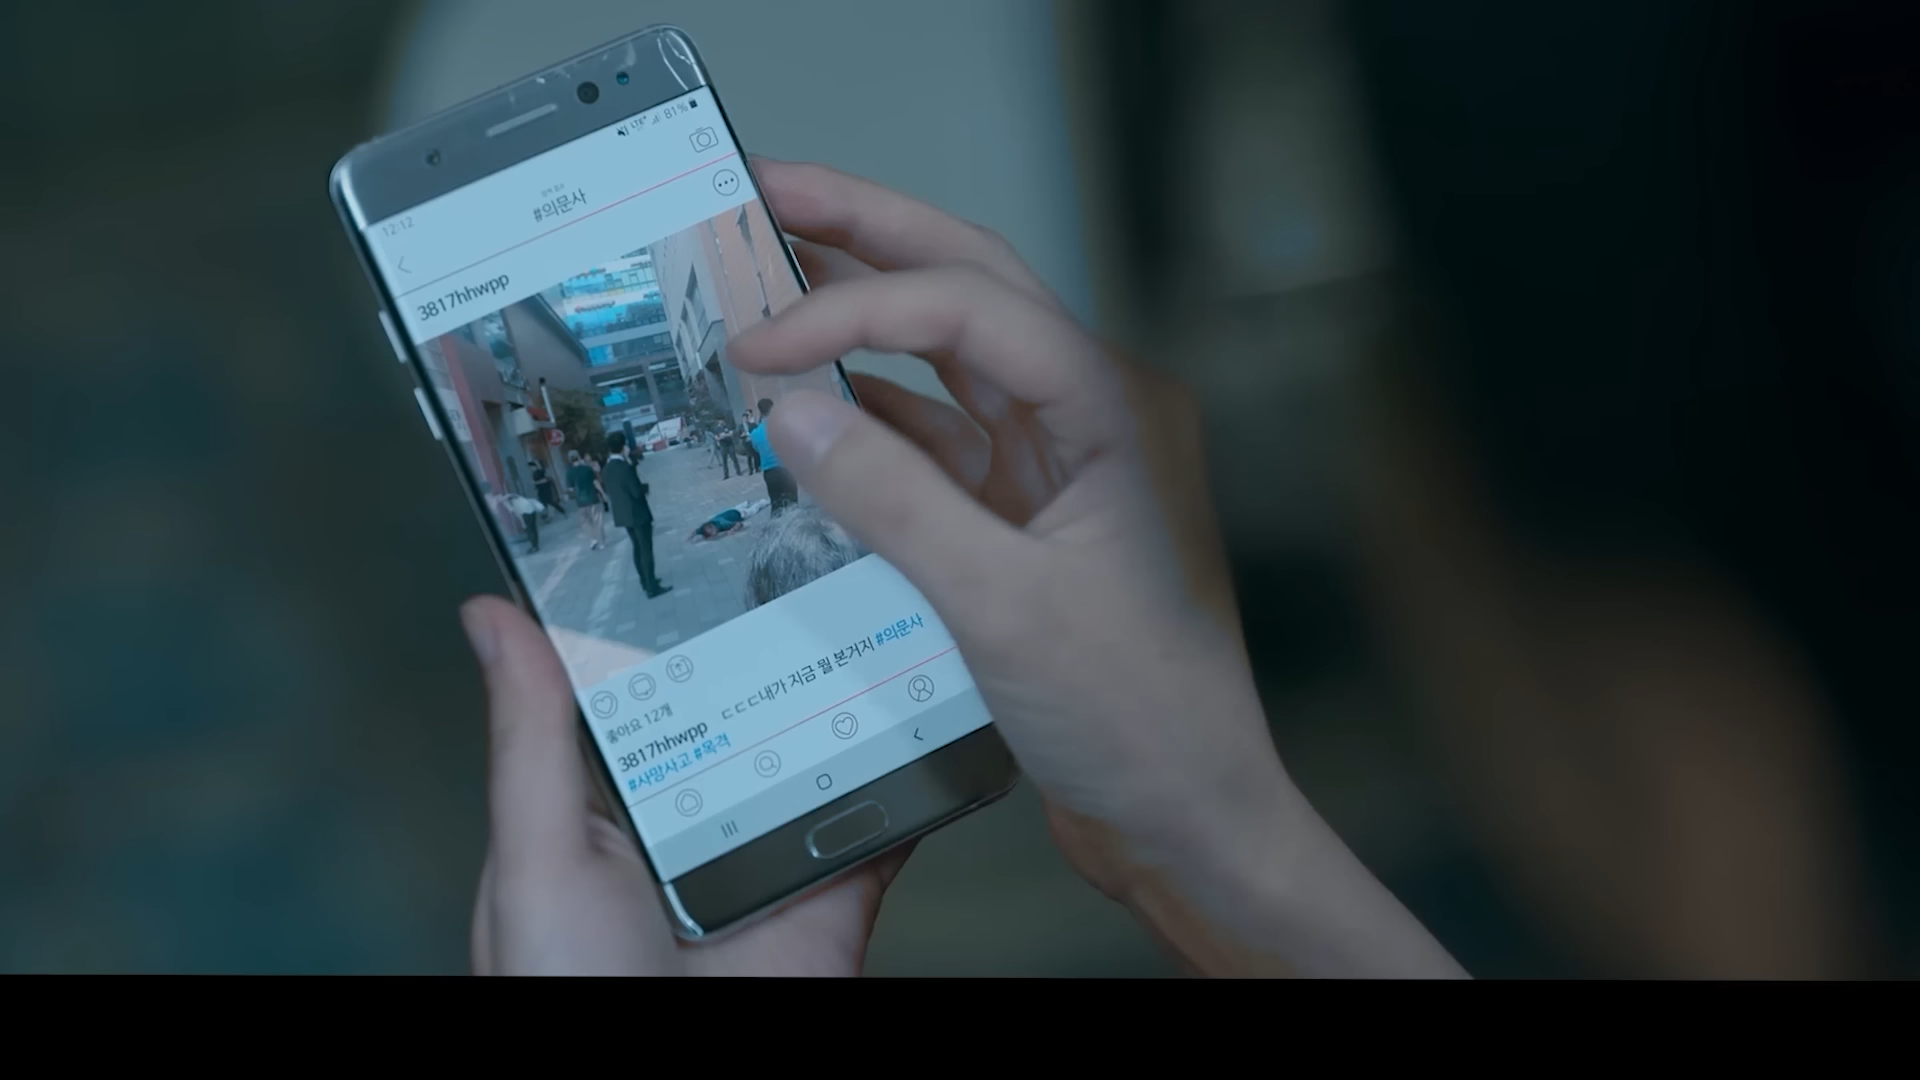 81%
12:12
#의문사
3817hhwpp
좋아요 12개
3817hhwpp ㄷㄷㄷ내가 지금 뭘 본거지 #의문사
#사망사고 #목격